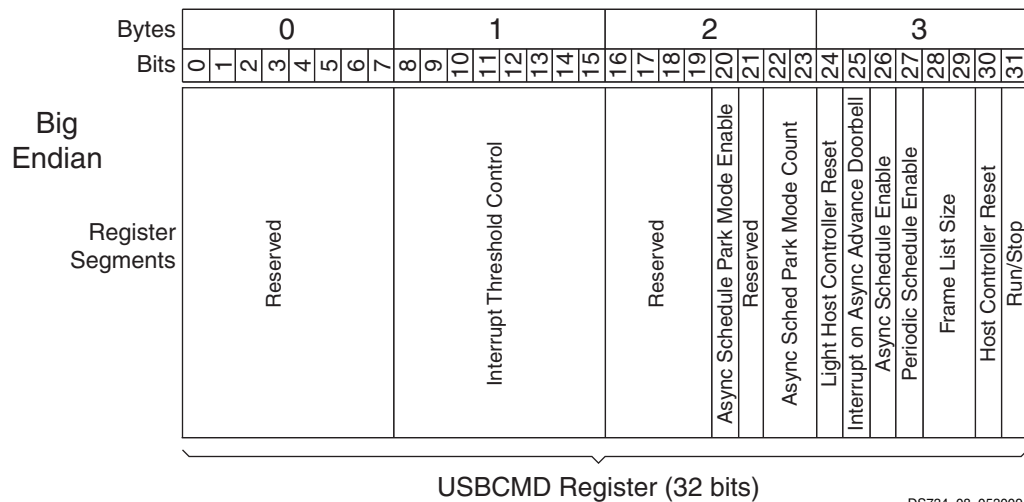 Bytes 0 1 2 3
Bits 0 1 2 3 4 5 6 7 8 9 10 11 12 13 14 15 16 17 18 19 20 21 22 23 24 25 26 27 28 29 30 31
Big
Endian
Register
Segments
Reserved
Interrupt Threshold Control
Reserved
Async Schedule Park Mode Enable
Reserved
Async Sched Park Mode Count
Light Host Controller Reset
Interrupt on Async Advance Doorbell
Async Schedule Enable
Periodic Schedule Enable
Frame List Size
Host Controller Reset
Run/Stop
USBCMD Register (32 bits)